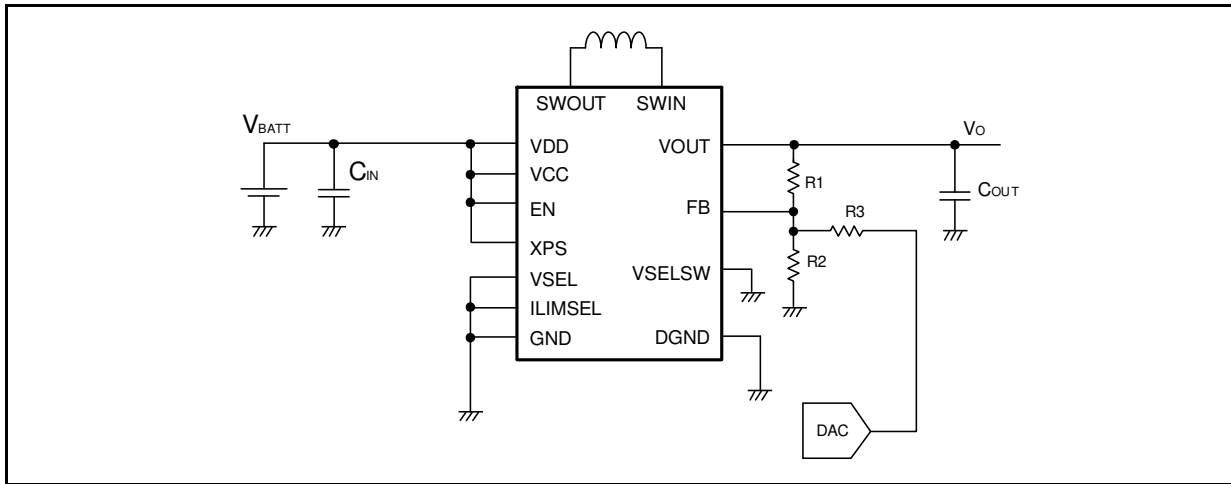 SWOUT SWIN
VBATT
VDD
VOUT
VO
CIN
VCC
R1
COUT
EN
FB
R3
XPS
R2
VSEL
VSELSW
ILIMSEL
GND
DGND
DAC